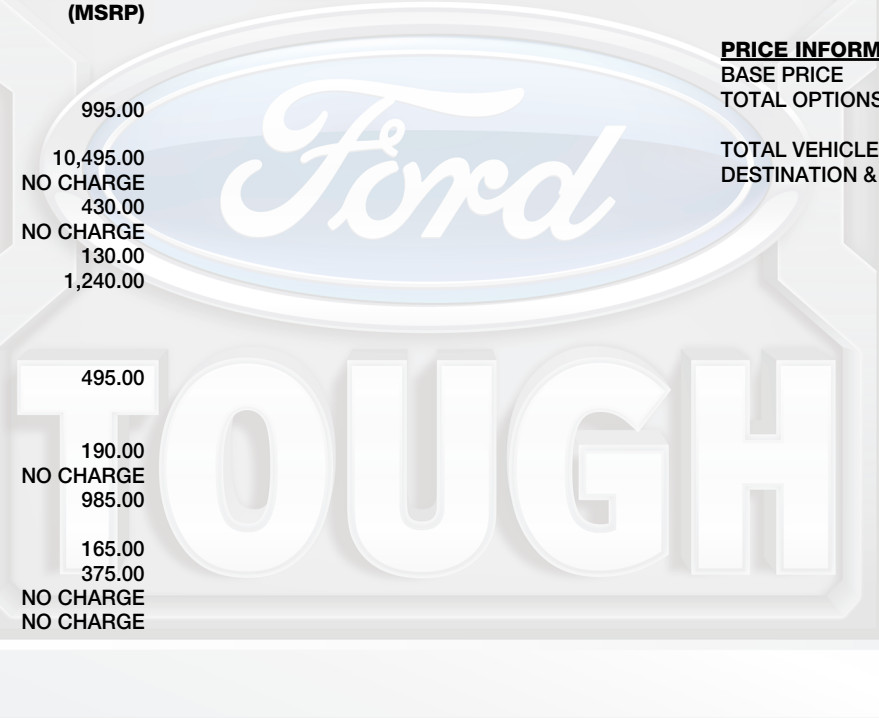 (MSRP)
995.00
10,495.00
NO CHARGE
430.00
NO CHARGE
130.00
1,240.00
495.00
190.00
NO CHARGE
985.00
165.00
375.00
NO CHARGE
NO CHARGE
PRICE INFORM
BASE PRICE
TOTAL OPTIONS
TOTAL VEHICLE
DESTINATION &
Ford
TOUGH